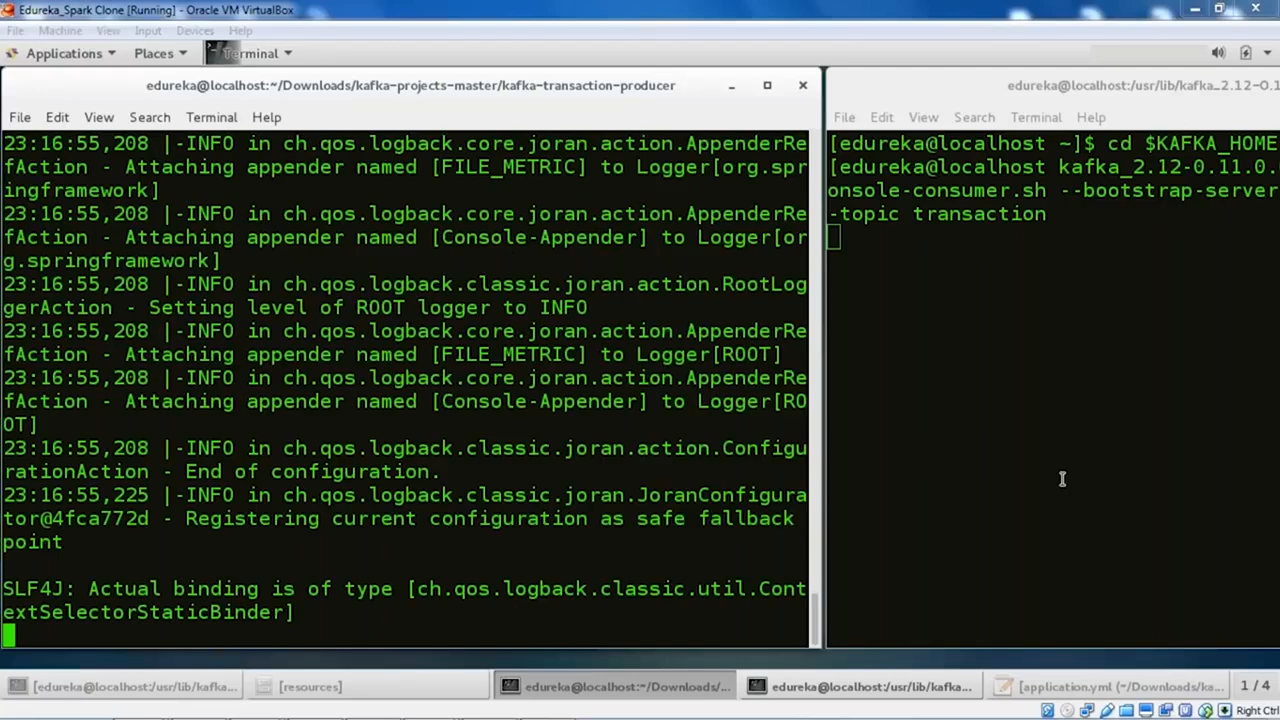 Edureka_Spark Clone [Running] - Oracle VM VirtualBox
File Machine View Input Devices Help
Applications Places Terminal
edureka@localhost:~/Downloads/kafka-projects-master/kafka-transaction-producer
File Edit View Search Terminal Help
23:16:55,208 |-INFO in ch.qos.logback.core.joran.action.AppenderRe
fAction - Attaching appender named [FILE_METRIC] to Logger[org.spr
ingframework]
23:16:55,208 |-INFO in ch.qos.logback.core.joran.action.AppenderRe
fAction - Attaching appender named [Console-Appender] to Logger[or
g.springframework]
23:16:55,208 |-INFO in ch.qos.logback.classic.joran.action.RootLog
gerAction - Setting level of ROOT logger to INFO
23:16:55,208 |-INFO in ch.qos.logback.core.joran.action.AppenderRe
fAction - Attaching appender named [FILE_METRIC] to Logger[ROOT]
23:16:55,208 |-INFO in ch.qos.logback.core.joran.action.AppenderRe
fAction - Attaching appender named [Console-Appender] to Logger[RO
OT]
23:16:55,208 |-INFO in ch.qos.logback.classic.joran.action.Configu
rationAction - End of configuration.
23:16:55,225 |-INFO in ch.qos.logback.classic.joran.JoranConfigura
tor@4fca772d - Registering current configuration as safe fallback
point
SLF4J: Actual binding is of type [ch.qos.logback.classic.util.Cont
extSelectorStaticBinder]
edureka@localhost:/usr/lib/kafka_2.12-0.1
File Edit View Search Terminal Help
[edureka@localhost ~]$ cd $KAFKA_HOME
[edureka@localhost kafka_2.12-0.11.0.
onsole-consumer.sh --bootstrap-server
-topic transaction
[edureka@localhost:/usr/lib/kafka...
[resources]
edureka@localhost:~/Downloads/...
edureka@localhost:/usr/lib/kafka...
[application.yml (~/Downloads/ka...
1 / 4
Right Ctrl